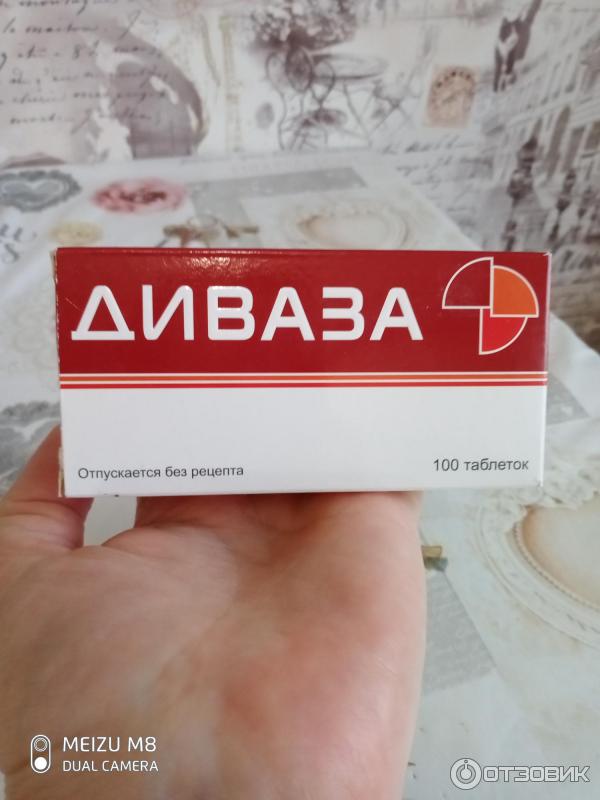 ДИВАЗА
Отпускается без рецепта
100 таблеток
MEIZU M8
DUAL CAMERA
ОТЗОВИК